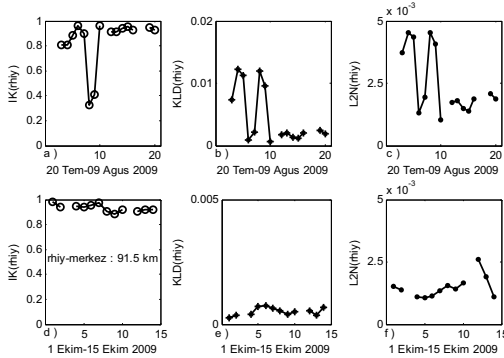 1
0.8
0.6
0.4
0.2
0
10
20
IK(rhiy)
a )
20 Tem-09 Agus 2009
0.02
0.01
0
10
20
KLD(rhiy)
b )
20 Tem-09 Agus 2009
5 x 10⁻³
2.5
0
10
20
L2N(rhiy)
c )
20 Tem-09 Agus 2009
1
0.8
0.6
0.4
0.2
0
5
10
15
IK(rhiy)
rhiy-merkez : 91.5 km
d )
1 Ekim-15 Ekim 2009
0.005
0
5
10
15
KLD(rhiy)
e )
1 Ekim-15 Ekim 2009
5 x 10⁻³
2.5
0
5
10
15
L2N(rhiy)
f )
1 Ekim-15 Ekim 2009